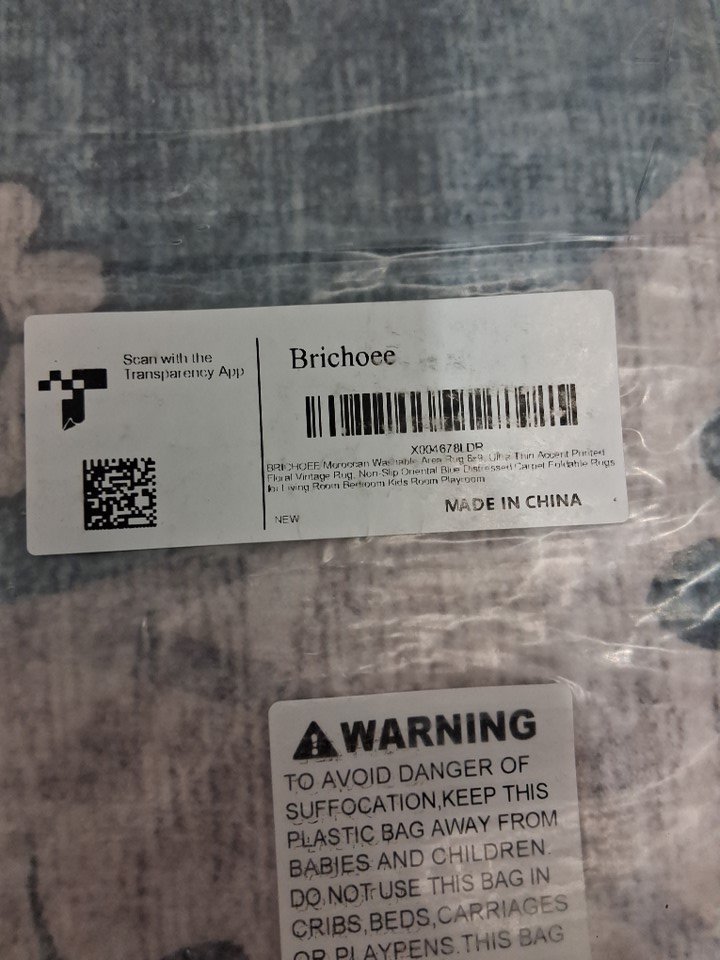 Scan with the
Transparency App
Brichoee
X004678LDR
BRICHOEE Moroccan Washable Area Rug 6x9, Ultra Thin Accent Printed
Floral Vintage Rug, Non-Slip Oriental Blue Distressed Carpet Foldable Rugs
for Living Room Bedroom Kids Room Playroom
MADE IN CHINA
NEW
WARNING
TO AVOID DANGER OF
SUFFOCATION,KEEP THIS
PLASTIC BAG AWAY FROM
BABIES AND CHILDREN.
DO NOT USE THIS BAG IN
CRIBS,BEDS,CARRIAGES
OR PLAYPENS.THIS BAG